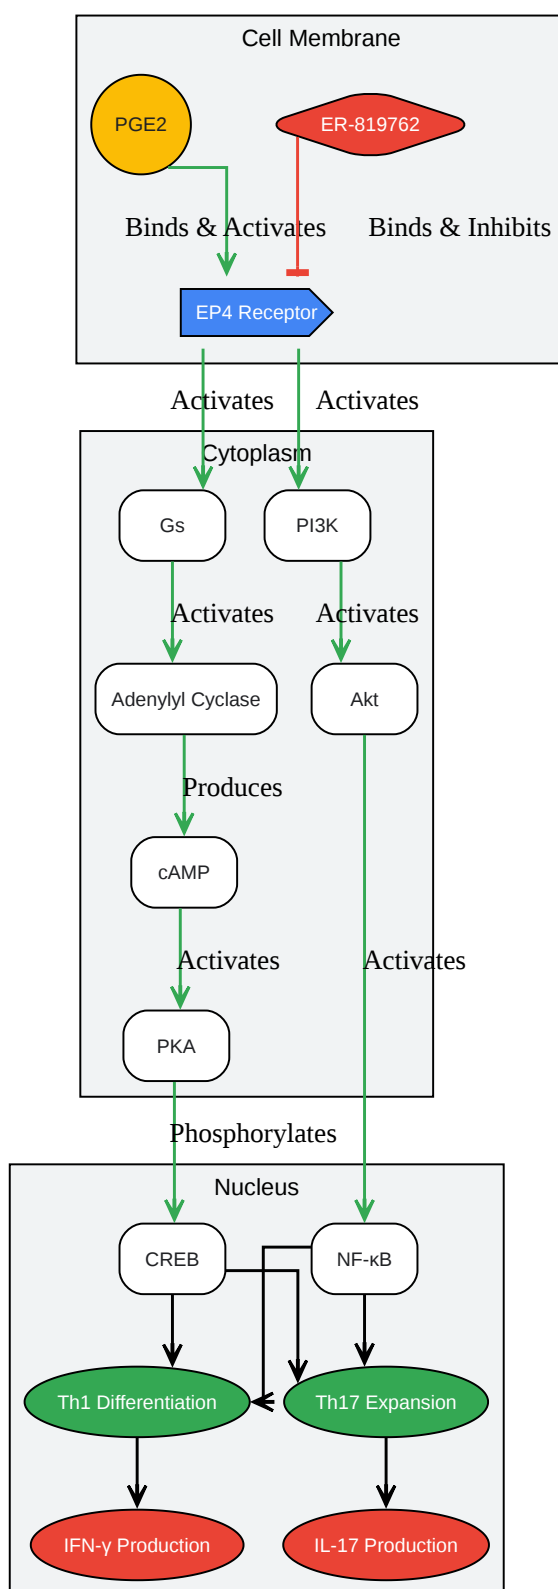 Cell Membrane
PGE2
ER-819762
Binds & Activates
Binds & Inhibits
EP4 Receptor
Activates
Activates
Cytoplasm
Gs
PI3K
Activates
Activates
Adenylyl Cyclase
Akt
Produces
cAMP
Activates
Activates
PKA
Phosphorylates
Nucleus
CREB
NF-κB
Th1 Differentiation
Th17 Expansion
IFN-γ Production
IL-17 Production